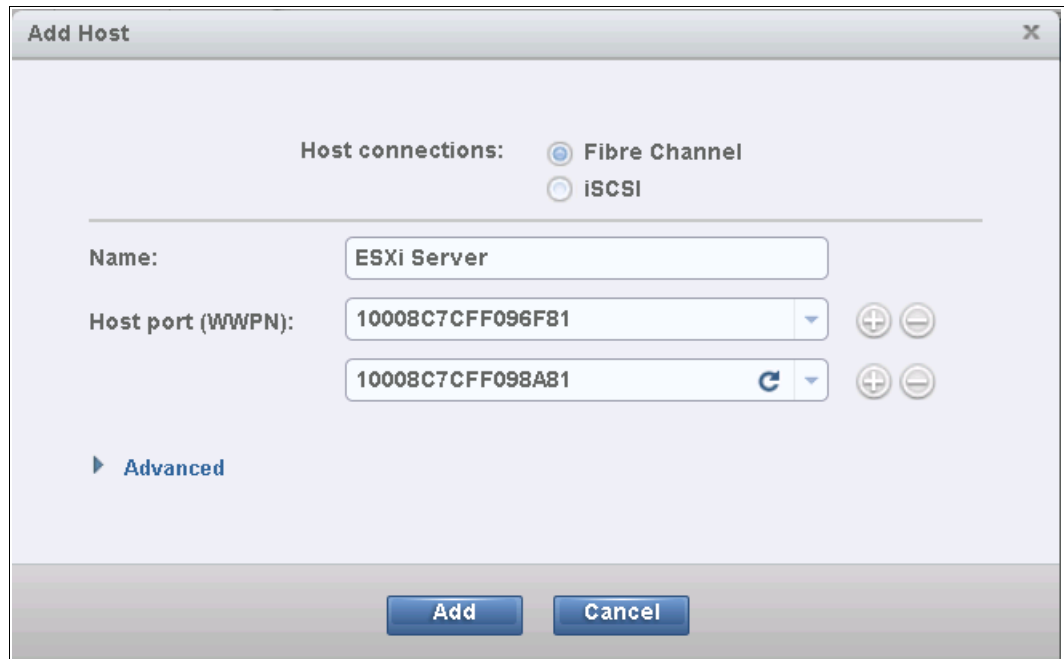 Add Host
Host connections: Fibre Channel
iSCSI
Name: ESXi Server
Host port (WWPN): 10008C7CFF096F81
10008C7CFF098A81
Advanced
Add Cancel